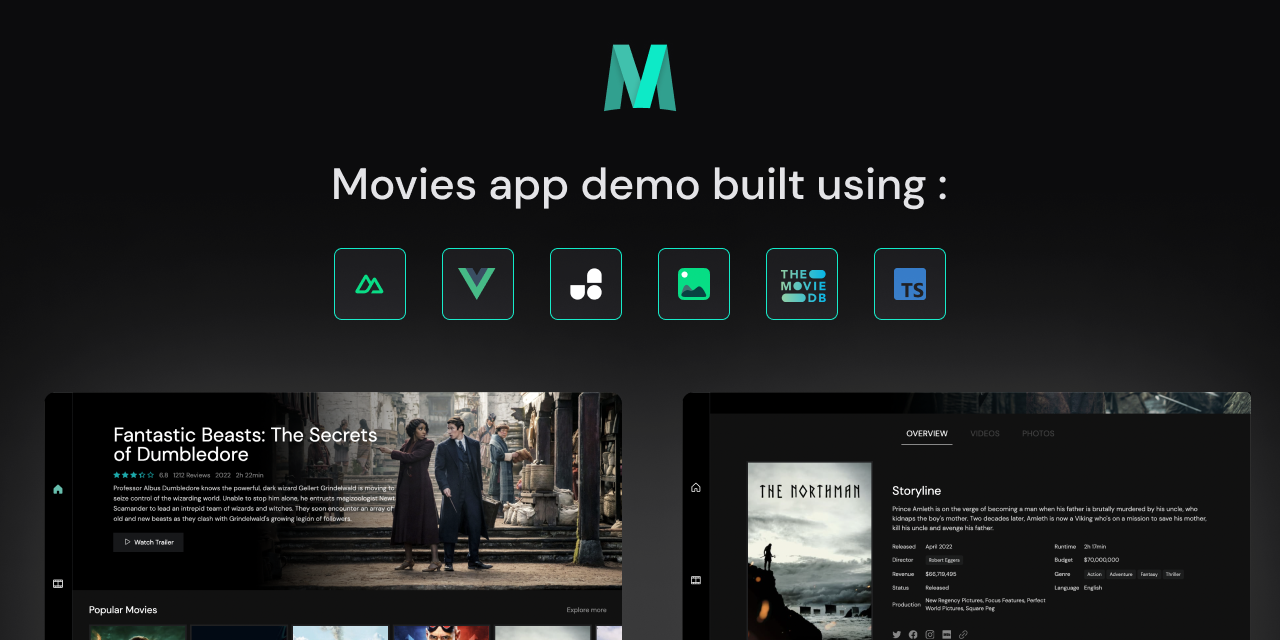 M
Movies app demo built using :
THE
MOVIE
DB
TS
Fantastic Beasts: The Secrets
of Dumbledore
6.8 1212 Reviews 2022 2h 22min
Professor Albus Dumbledore knows the powerful, dark wizard Gellert Grindelwald is moving to
seize control of the wizarding world. Unable to stop him alone, he entrusts magizoologist Newt
Scamander to lead an intrepid team of wizards and witches. They soon encounter an array of
old and new beasts as they clash with Grindelwald's growing legion of followers.
Watch Trailer
Popular Movies
Explore more
OVERVIEW VIDEOS PHOTOS
THE NORTHMAN
Storyline
Prince Amleth is on the verge of becoming a man when his father is brutally murdered by his uncle, who
kidnaps the boy's mother. Two decades later, Amleth is now a Viking who's on a mission to save his mother,
kill his uncle and avenge his father.
Released April 2022 Runtime 2h 17min
Director Robert Eggers Budget $70,000,000
Revenue $66,719,495 Genre Action Adventure Fantasy Thriller
Status Released Language English
Production New Regency Pictures, Focus Features, Perfect
World Pictures, Square Peg